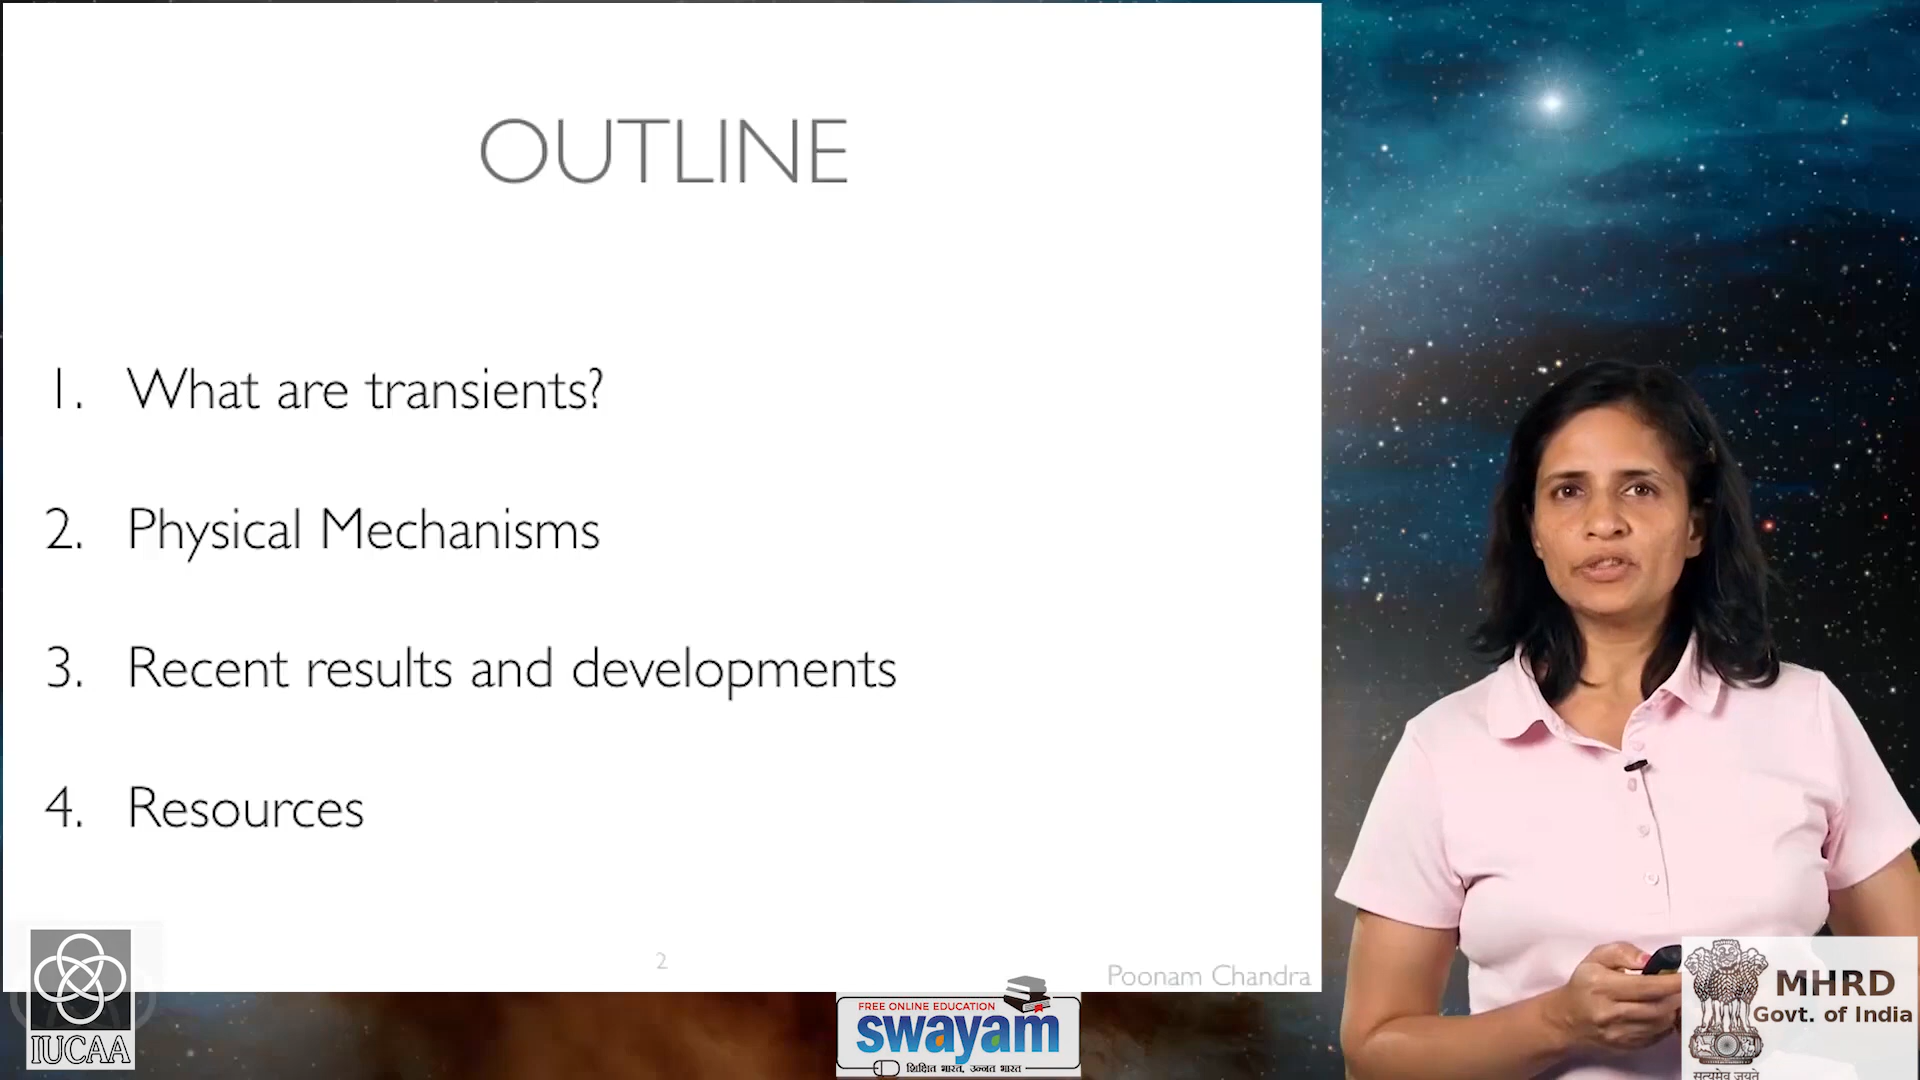 OUTLINE
1. What are transients?
2. Physical Mechanisms
3. Recent results and developments
4. Resources
2
Poonam Chandra
IUCAA
FREE ONLINE EDUCATION
swayam
शिक्षित भारत, उन्नत भारत
MHRD
Govt. of India
सत्यमेव जयते